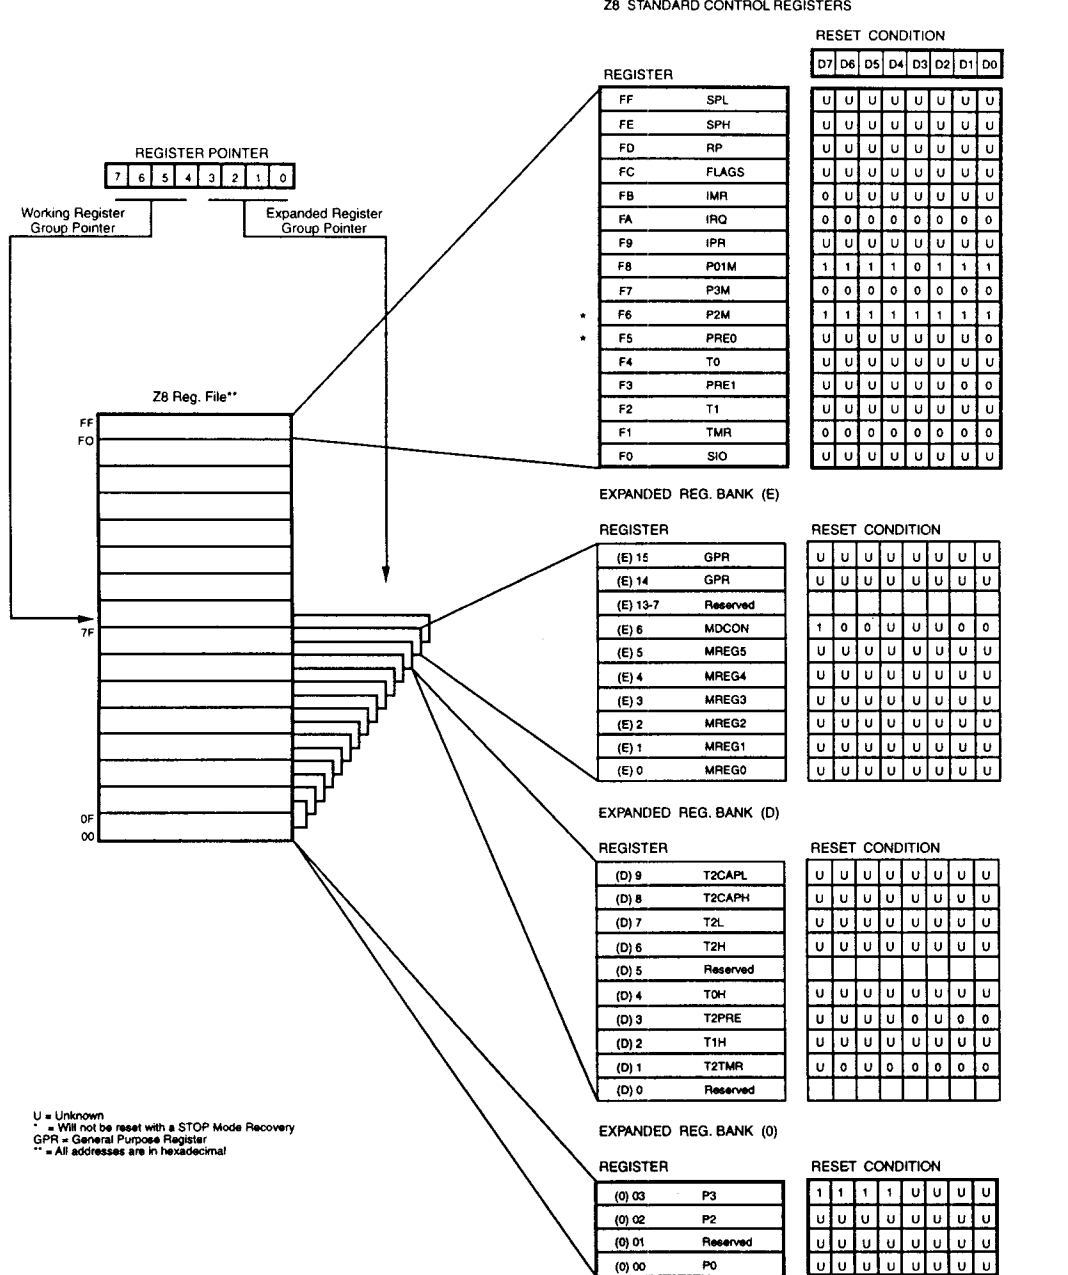 Z8 STANDARD CONTROL REGISTERS
RESET CONDITION
D7 D6 D5 D4 D3 D2 D1 D0
REGISTER
FF SPL U U U U U U U U
FE SPH U U U U U U U U
FD RP U U U U U U U U
FC FLAGS U U U U U U U U
FB IMR 0 U U U U U U U
FA IRQ 0 0 0 0 0 0 0 0
F9 IPR U U U U U U U U
F8 P01M 1 1 1 1 0 1 1 1
F7 P3M 0 0 0 0 0 0 0 0
* F6 P2M 1 1 1 1 1 1 1 1
* F5 PRE0 U U U U U U U 0
F4 T0 U U U U U U U U
F3 PRE1 U U U U U U 0 0
F2 T1 U U U U U U U U
F1 TMR 0 0 0 0 0 0 0 0
F0 SIO U U U U U U U U
REGISTER POINTER
7 6 5 4 3 2 1 0
Working Register
Group Pointer
Expanded Register
Group Pointer
Z8 Reg. File**
FF
FO
7F
0F
00
EXPANDED REG. BANK (E)
REGISTER RESET CONDITION
(E) 15 GPR U U U U U U U U
(E) 14 GPR U U U U U U U U
(E) 13-7 Reserved
(E) 6 MDCON 1 0 0 U U U 0 0
(E) 5 MREG5 U U U U U U U U
(E) 4 MREG4 U U U U U U U U
(E) 3 MREG3 U U U U U U U U
(E) 2 MREG2 U U U U U U U U
(E) 1 MREG1 U U U U U U U U
(E) 0 MREG0 U U U U U U U U
EXPANDED REG. BANK (D)
REGISTER RESET CONDITION
(D) 9 T2CAPL U U U U U U U U
(D) 8 T2CAPH U U U U U U U U
(D) 7 T2L U U U U U U U U
(D) 6 T2H U U U U U U U U
(D) 5 Reserved
(D) 4 T0H U U U U U U U U
(D) 3 T2PRE U U U U 0 U 0 0
(D) 2 T1H U U U U U U U U
(D) 1 T2TMR U 0 U 0 0 0 0 0
(D) 0 Reserved
EXPANDED REG. BANK (0)
REGISTER RESET CONDITION
(0) 03 P3 1 1 1 1 U U U U
(0) 02 P2 U U U U U U U U
(0) 01 Reserved U U U U U U U U
(0) 00 P0 U U U U U U U U
U = Unknown
* = Will not be reset with a STOP Mode Recovery
GPR = General Purpose Register
** = All addresses are in hexadecimal